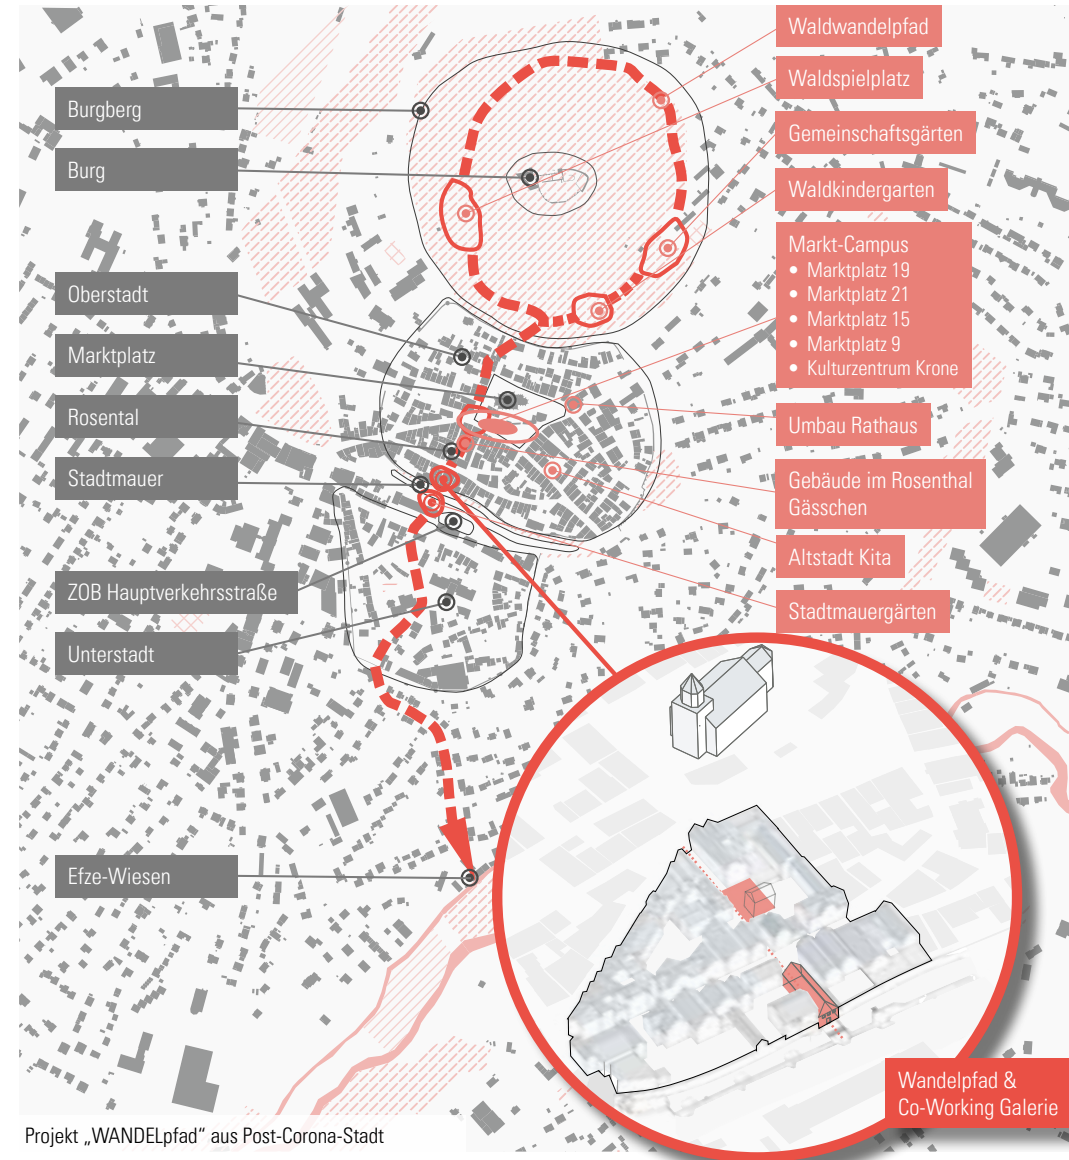 Burgberg
Burg
Oberstadt
Marktplatz
Rosental
Stadtmauer
ZOB Hauptverkehrsstraße
Unterstadt
Efze-Wiesen
Waldwandelpfad
Waldspielplatz
Gemeinschaftsgärten
Waldkindergarten
Markt-Campus
• Marktplatz 19
• Marktplatz 21
• Marktplatz 15
• Marktplatz 9
• Kulturzentrum Krone
Umbau Rathaus
Gebäude im Rosenthal
Gässchen
Altstadt Kita
Stadtmauergärten
Wandelpfad &
Co-Working Galerie
Projekt „WANDELpfad“ aus Post-Corona-Stadt